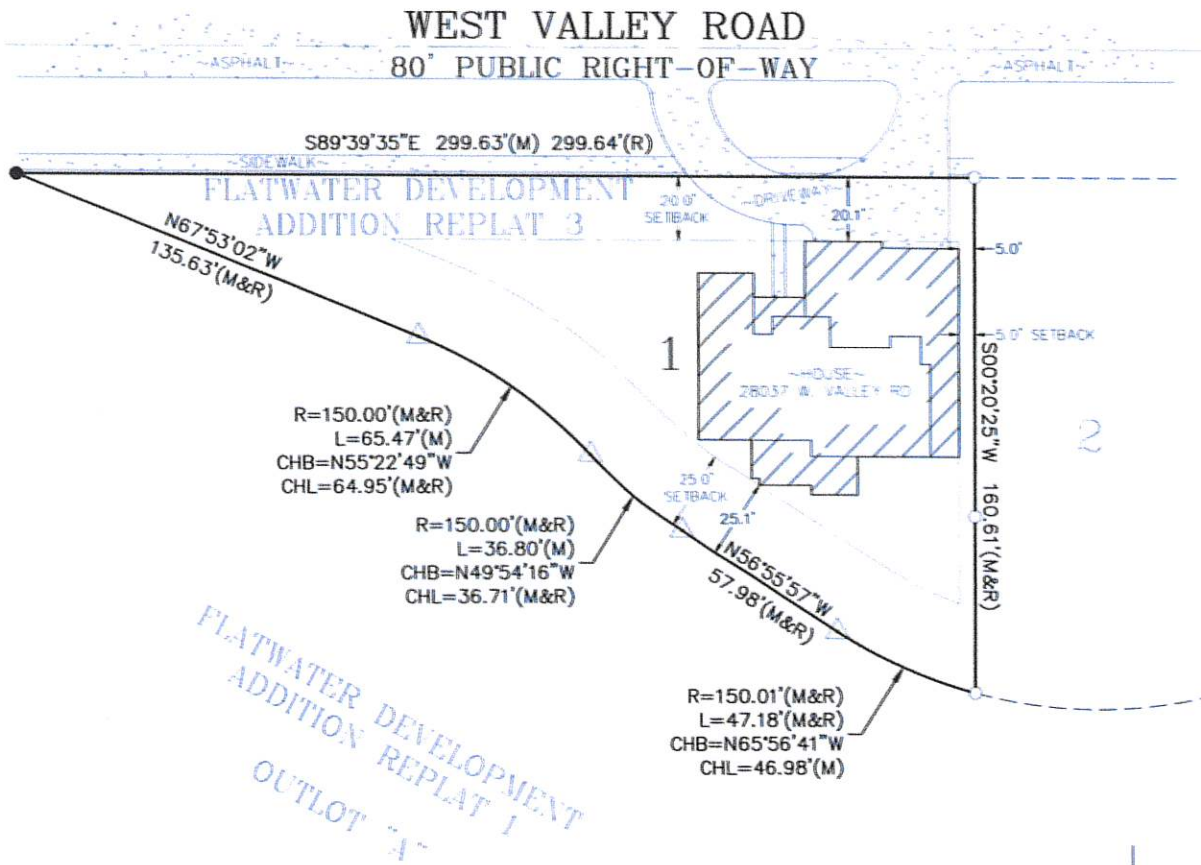 WEST VALLEY ROAD
~ASPHALT~
80' PUBLIC RIGHT-OF-WAY
~ASPHALT~
S89°39'35"E 299.63'(M) 299.64'(R)
~SIDEWALK~
FLATWATER DEVELOPMENT
ADDITION REPLAT 3
20.0'
SETBACK
~DRIVEWAY~
20.1'
N67°53'02"W
135.63'(M&R)
5.0'
5.0' SETBACK
1
~HOUSE~
28037 W. VALLEY RD
S00°20'25"W 160.61'(M&R)
2
R=150.00'(M&R)
L=65.47'(M)
CHB=N55°22'49"W
CHL=64.95'(M&R)
25.0'
SETBACK
25.1'
R=150.00'(M&R)
L=36.80'(M)
CHB=N49°54'16"W
CHL=36.71'(M&R)
N56°55'57"W
57.98'(M&R)
FLATWATER DEVELOPMENT
ADDITION REPLAT 1
OUTLOT "A"
R=150.01'(M&R)
L=47.18'(M&R)
CHB=N65°56'41"W
CHL=46.98'(M)